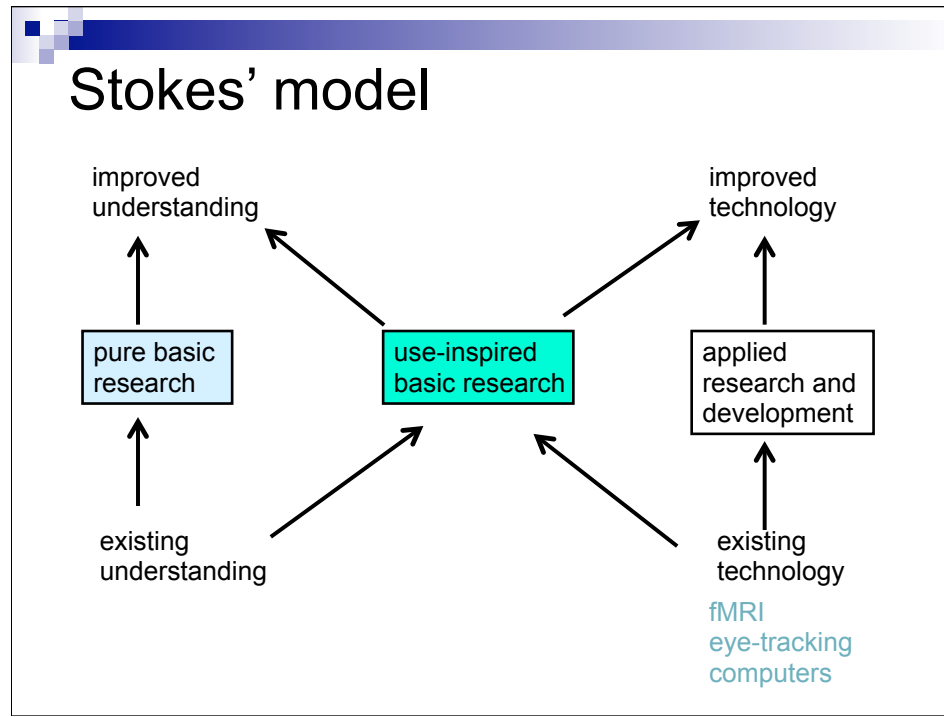 Stokes’ model
improved
understanding
improved
technology
pure basic
research
use-inspired
basic research
applied
research and
development
existing
understanding
existing
technology
fMRI
eye-tracking
computers